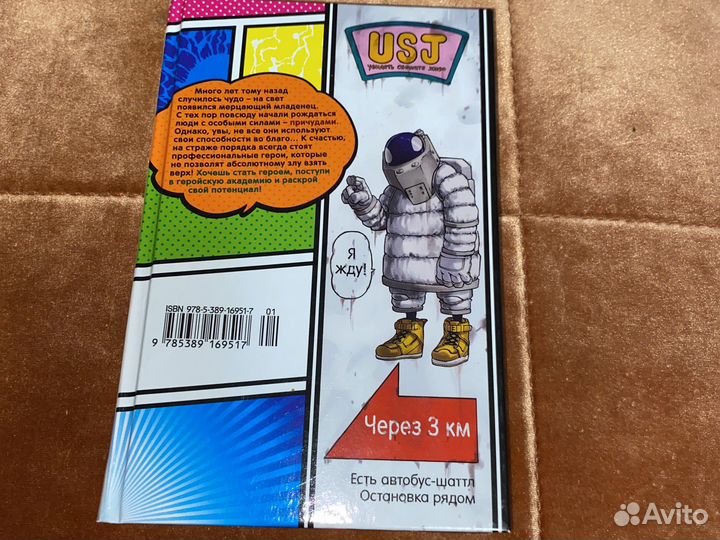 Много лет тому назад
случилось чудо – на свет
появился мерцающий младенец.
С тех пор повсюду начали рождаться
люди с особыми силами – причудами.
Однако, увы, не все они используют
свои способности во благо... К счастью,
на страже порядка всегда стоят
профессиональные герои, которые
не позволят абсолютному злу взять
верх! Хочешь стать героем, поступи
в геройскую академию и раскрой
свой потенциал!
USJ
Я
жду!
ISBN 978-5-389-16951-7
01
9 785389 169517
Через 3 км
Есть автобус-шаттл
Остановка рядом
Avito